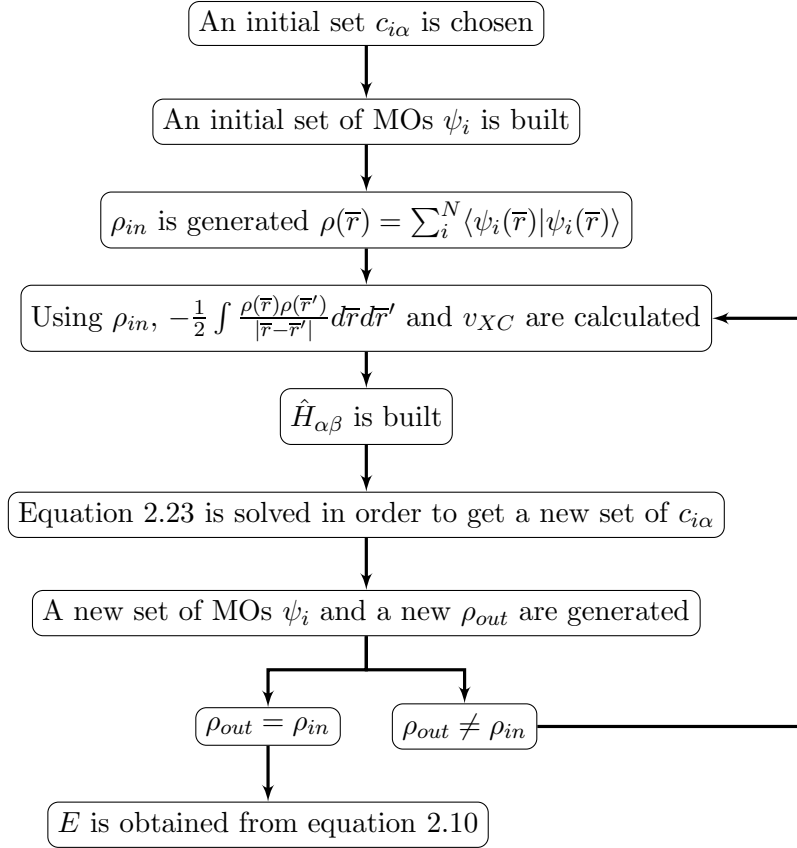 An initial set $c_{i\alpha}$ is chosen
An initial set of MOs $\psi_i$ is built
$\rho_{in}$ is generated $\rho(\overline{r}) = \sum_i^N \langle \psi_i(\overline{r}) | \psi_i(\overline{r}) \rangle$
Using $\rho_{in}$, $-\frac{1}{2} \int \frac{\rho(\overline{r})\rho(\overline{r}')}{|\overline{r}-\overline{r}'|} d\overline{r} d\overline{r}'$ and $v_{XC}$ are calculated
$\hat{H}_{\alpha\beta}$ is built
Equation 2.23 is solved in order to get a new set of $c_{i\alpha}$
A new set of MOs $\psi_i$ and a new $\rho_{out}$ are generated
$\rho_{out} = \rho_{in}$
$\rho_{out} \neq \rho_{in}$
$E$ is obtained from equation 2.10